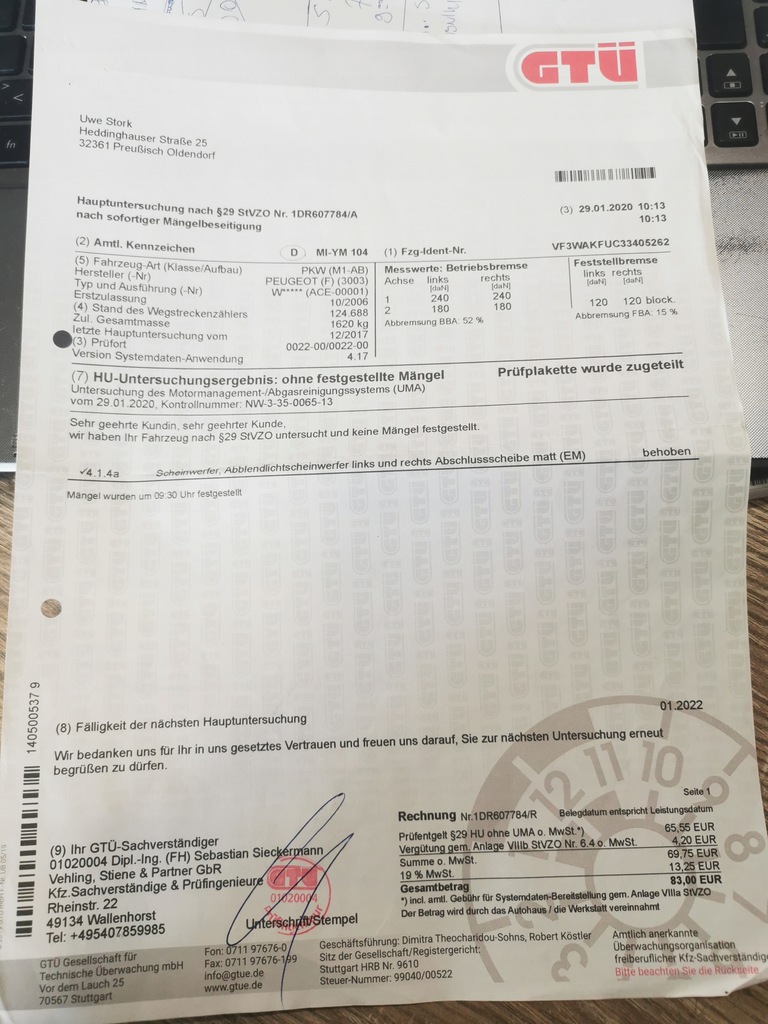 GTÜ
Uwe Stork
Heddinghauser Straße 25
32361 Preußisch Oldendorf
Hauptuntersuchung nach §29 StVZO Nr. 1DR607784/A
nach sofortiger Mängelbeseitigung
(3) 29.01.2020 10:13
10:13
(2) Amtl. Kennzeichen D MI-YM 104 (1) Fzg-Ident-Nr. VF3WAKFUC33405262
(5) Fahrzeug-Art (Klasse/Aufbau) PKW (M1-AB)
Hersteller (-Nr) PEUGEOT (F) (3003)
Typ und Ausführung (-Nr) W***** (ACE-00001)
Erstzulassung 10/2006
(4) Stand des Wegstreckenzählers 124.688
Zul. Gesamtmasse 1620 kg
letzte Hauptuntersuchung vom 12/2017
(3) Prüfort 0022-00/0022-00
Version Systemdaten-Anwendung 4.17
Messwerte: Betriebsbremse
Achse links rechts
[daN] [daN]
1 240 240
2 180 180
Abbremsung BBA: 52 %
Feststellbremse
links rechts
[daN] [daN]
120 120 block.
Abbremsung FBA: 15 %
(7) HU-Untersuchungsergebnis: ohne festgestellte Mängel Prüfplakette wurde zugeteilt
Untersuchung des Motormanagement-/Abgasreinigungssystems (UMA)
vom 29.01.2020, Kontrollnummer: NW-3-35-0065-13
Sehr geehrte Kundin, sehr geehrter Kunde,
wir haben Ihr Fahrzeug nach §29 StVZO untersucht und keine Mängel festgestellt.
✓4.1.4a Scheinwerfer, Abblendlichtscheinwerfer links und rechts Abschlussscheibe matt (EM) behoben
Mängel wurden um 09:30 Uhr festgestellt
140500537 9
(8) Fälligkeit der nächsten Hauptuntersuchung 01.2022
Wir bedanken uns für Ihr in uns gesetztes Vertrauen und freuen uns darauf, Sie zur nächsten Untersuchung erneut
begrüßen zu dürfen.
12 11 10 9 8
3
(9) Ihr GTÜ-Sachverständiger
01020004 Dipl.-Ing. (FH) Sebastian Sieckermann
Vehling, Stiene & Partner GbR
Kfz.Sachverständige & Prüfingenieure
Rheinstr. 22
49134 Wallenhorst
Tel: +495407859985
GTÜ
01020004
Unterschrift/Stempel
Seite 1
Rechnung Nr.1DR607784/R Belegdatum entspricht Leistungsdatum
Prüfentgelt §29 HU ohne UMA o. MwSt.*) 65,55 EUR
Vergütung gem. Anlage VIIIb StVZO Nr. 6.4 o. MwSt. 4,20 EUR
Summe o. MwSt. 69,75 EUR
19 % MwSt. 13,25 EUR
Gesamtbetrag 83,00 EUR
*) incl. amtl. Gebühr für Systemdaten-Bereitstellung gem. Anlage VIIIa StVZO
Der Betrag wird durch das Autohaus / die Werkstatt vereinnahmt
GTÜ Gesellschaft für
Technische Überwachung mbH
Vor dem Lauch 25
70567 Stuttgart
Fon: 0711 97676-0
Fax: 0711 97676-199
info@gtue.de
www.gtue.de
Geschäftsführung: Dimitra Theocharidou-Sohns, Robert Köstler
Sitz der Gesellschaft/Registergericht:
Stuttgart HRB Nr. 9610
Steuer-Nummer: 99040/00522
Amtlich anerkannte
Überwachungsorganisation
freiberuflicher Kfz-Sachverständige
Bitte beachten Sie die Rückseite
fn